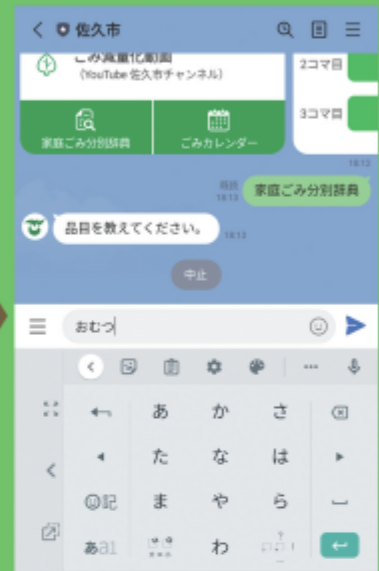 佐久市
ごみ減量化動画
(YouTube 佐久市チャンネル)
2コマ目
3コマ目
家庭ごみ分別辞典
ごみカレンダー
18:13
既読
18:13
家庭ごみ分別辞典
品目を教えてください。
18:13
中止
おむつ
あ か さ
た な は
記 ま や ら
あa1 わ